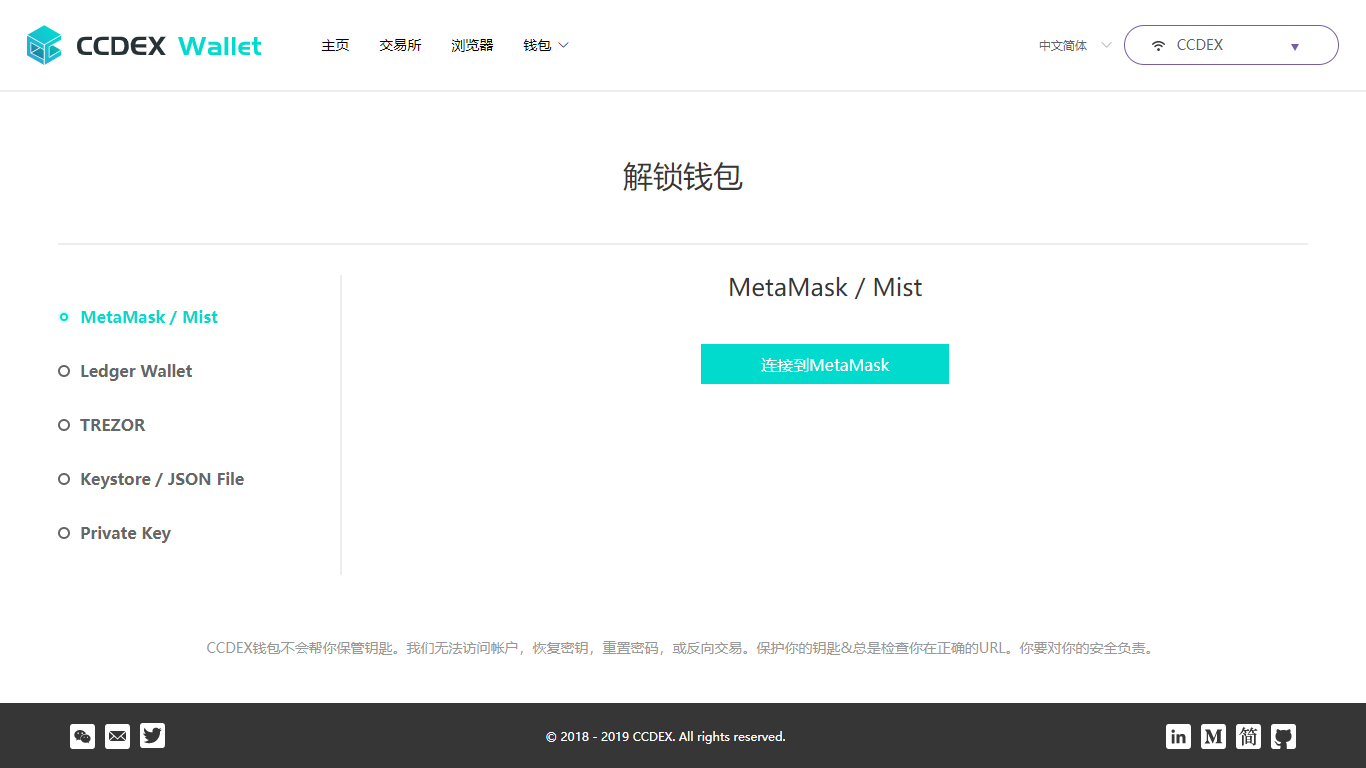 CCDEX Wallet
主页 交易所 浏览器 钱包
中文简体
CCDEX
解锁钱包
MetaMask / Mist
Ledger Wallet
TREZOR
Keystore / JSON File
Private Key
MetaMask / Mist
连接到MetaMask
CCDEX钱包不会帮你保管钥匙。我们无法访问帐户，恢复密钥，重置密码，或反向交易。保护你的钥匙&总是检查你在正确的URL。你要对你的安全负责。
© 2018 - 2019 CCDEX. All rights reserved.
in M 简